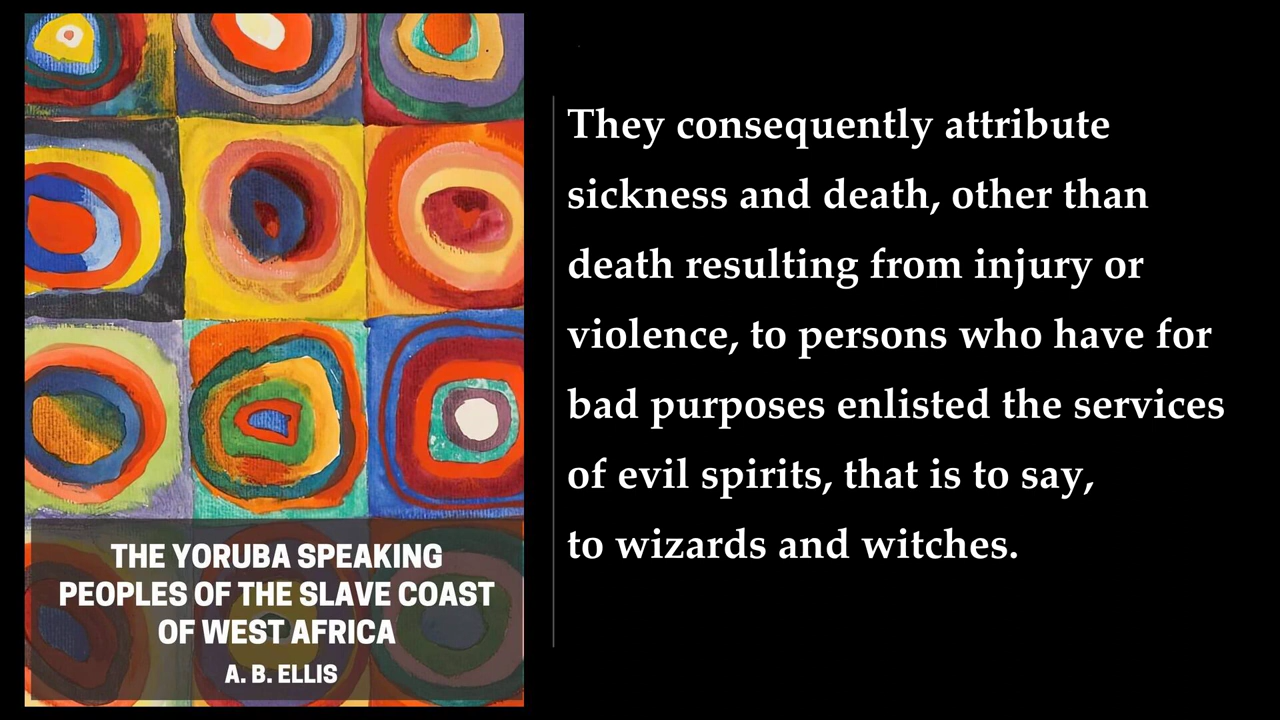 THE YORUBA SPEAKING
PEOPLES OF THE SLAVE COAST
OF WEST AFRICA
A. B. ELLIS
They consequently attribute
sickness and death, other than
death resulting from injury or
violence, to persons who have for
bad purposes enlisted the services
of evil spirits, that is to say,
to wizards and witches.